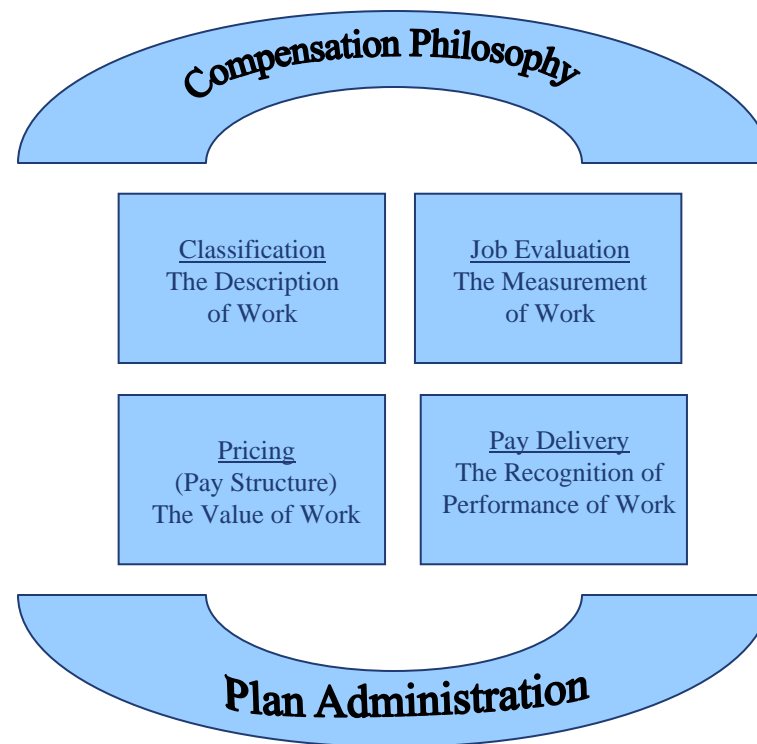 Compensation Philosophy
Classification
The Description
of Work
Job Evaluation
The Measurement
of Work
Pricing
(Pay Structure)
The Value of Work
Pay Delivery
The Recognition of
Performance of Work
Plan Administration